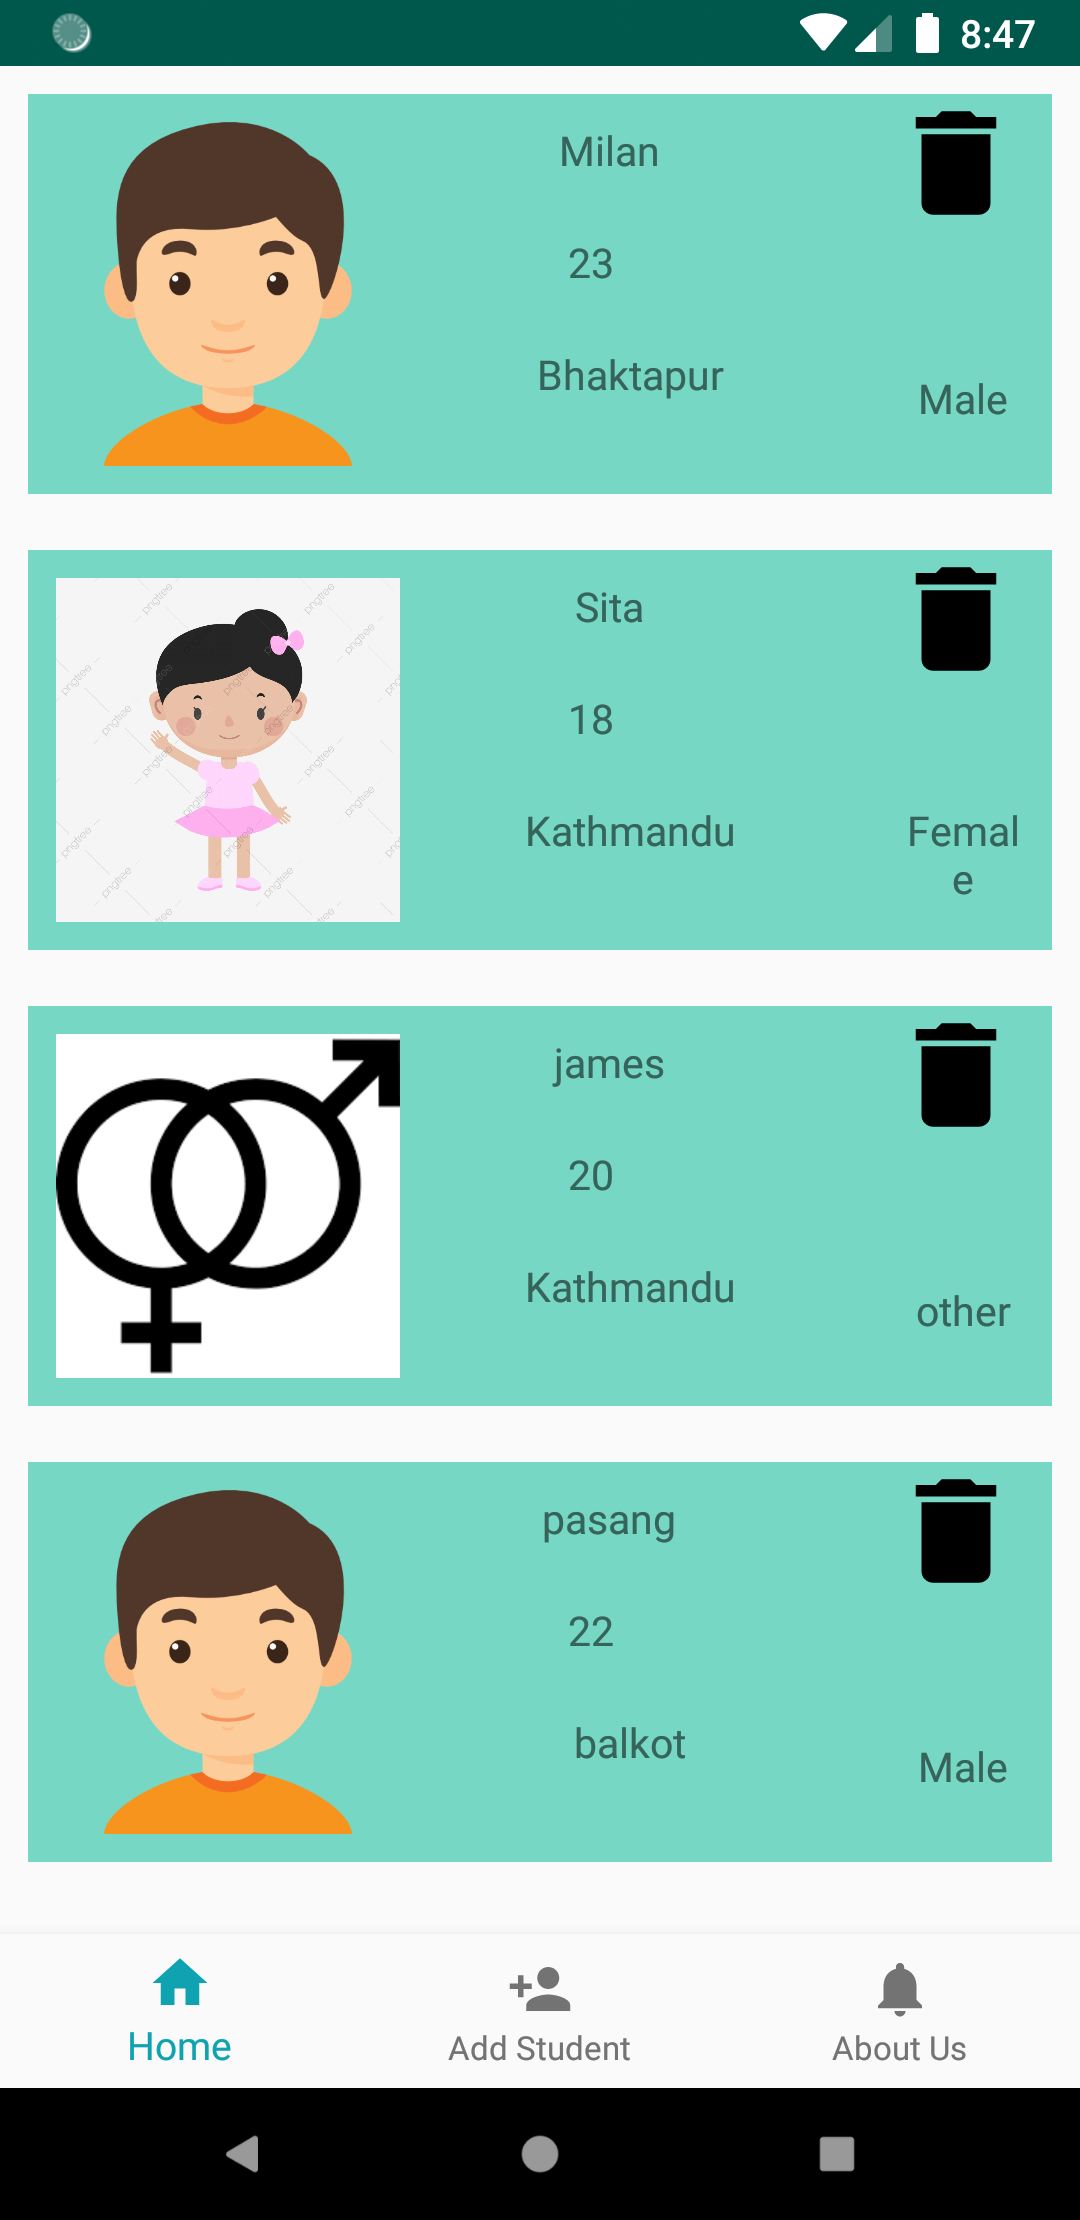 8:47
Milan
23
Bhaktapur
Male
pngtree
Sita
18
Kathmandu
Femal
e
james
20
Kathmandu
other
pasang
22
balkot
Male
Home
Add Student
About Us